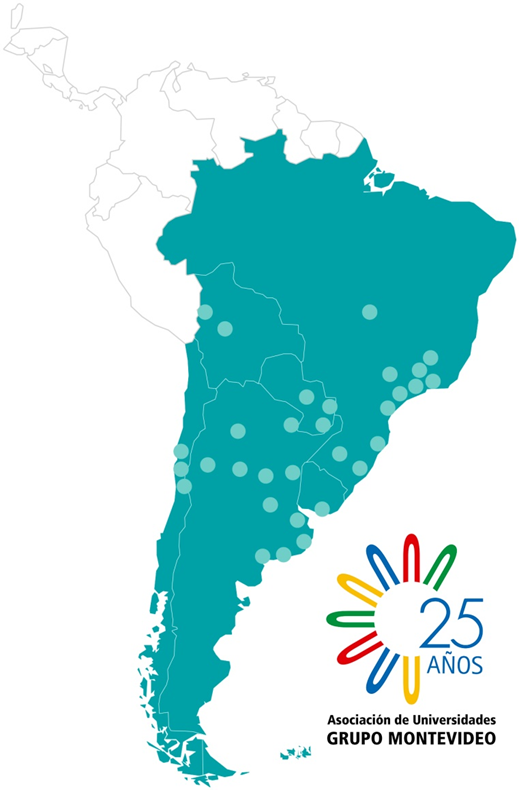 25
AÑOS
Asociación de Universidades
GRUPO MONTEVIDEO